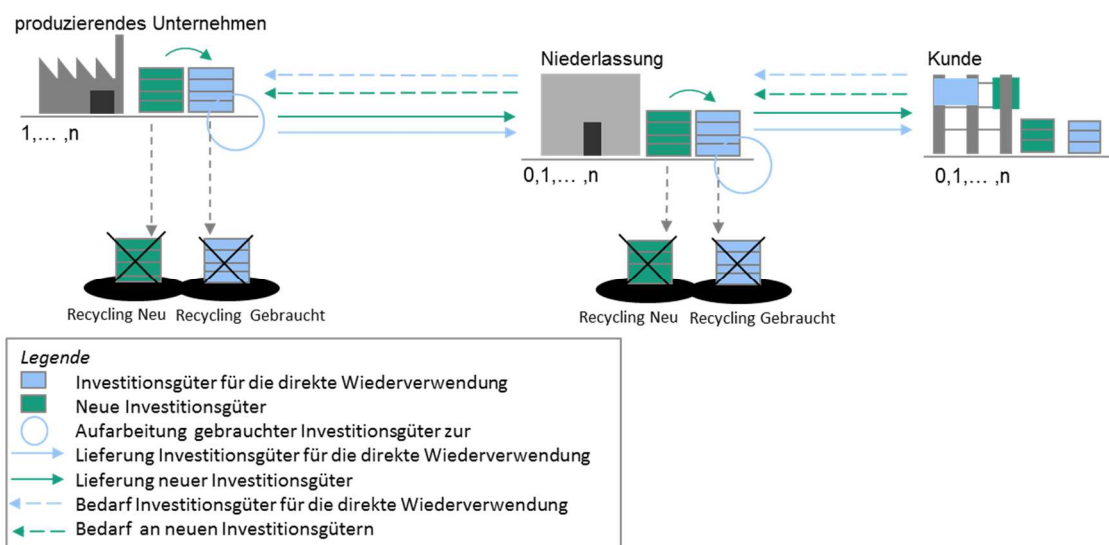 produzierendes Unternehmen
Niederlassung
Kunde
1,... ,n
0,1,... ,n
0,1,... ,n
Recycling Neu
Recycling Gebraucht
Recycling Neu
Recycling Gebraucht
Legende
Investitionsgüter für die direkte Wiederverwendung
Neue Investitionsgüter
Aufarbeitung gebrauchter Investitionsgüter zur
Lieferung Investitionsgüter für die direkte Wiederverwendung
Lieferung neuer Investitionsgüter
Bedarf Investitionsgüter für die direkte Wiederverwendung
Bedarf an neuen Investitionsgütern